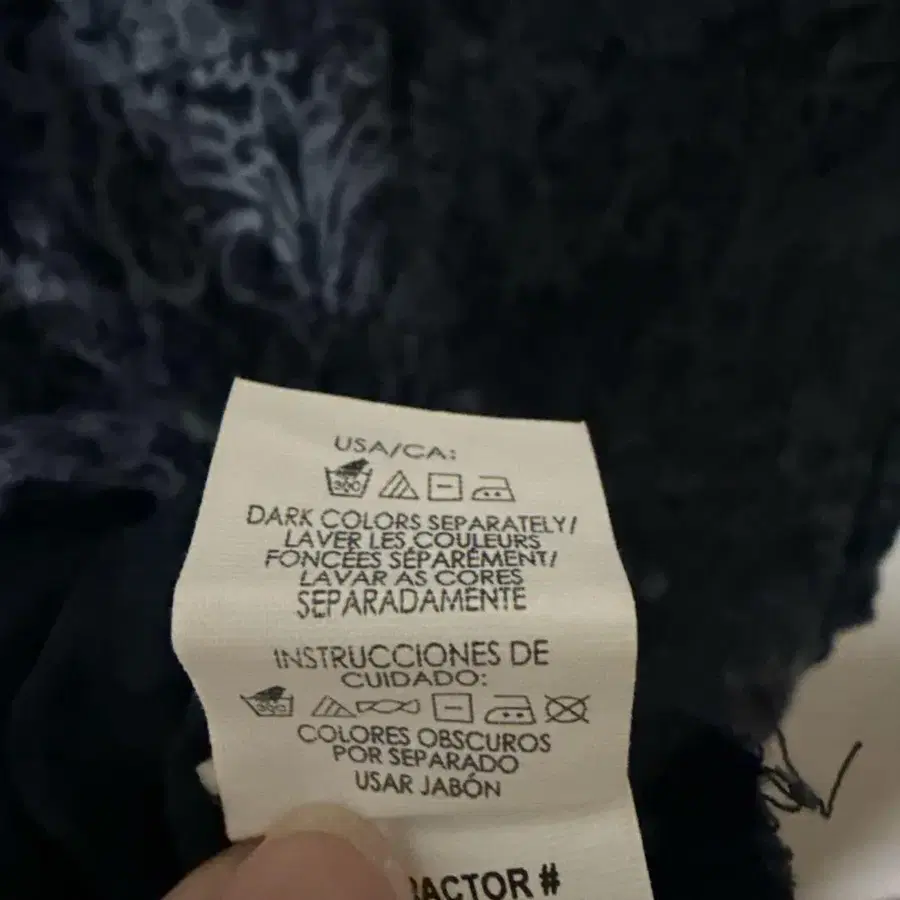 USA/CA:
DARK COLORS SEPARATELY/
LAVER LES COULEURS
FONCÉES SÉPARÉMENT/
LAVAR AS CORES
SEPARADAMENTE
INSTRUCCIONES DE
CUIDADO:
COLORES OBSCUROS
POR SEPARADO
USAR JABÓN
ACTOR #